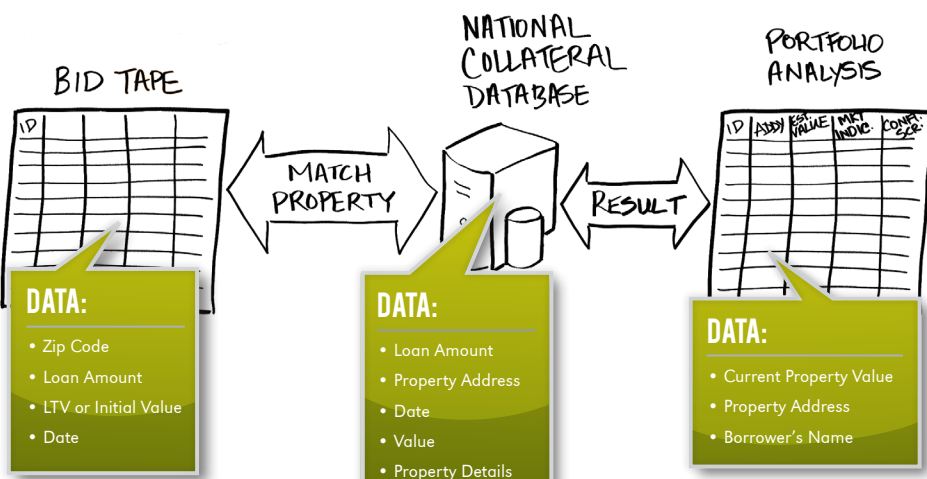 BID TAPE
ID
MATCH
PROPERTY
NATIONAL
COLLATERAL
DATABASE
RESULT
PORTFOLIO
ANALYSIS
ID ADDY EST. VALUE MKT INDIC. CONF. SCR.
DATA:
• Zip Code
• Loan Amount
• LTV or Initial Value
• Date
DATA:
• Loan Amount
• Property Address
• Date
• Value
• Property Details
DATA:
• Current Property Value
• Property Address
• Borrower's Name